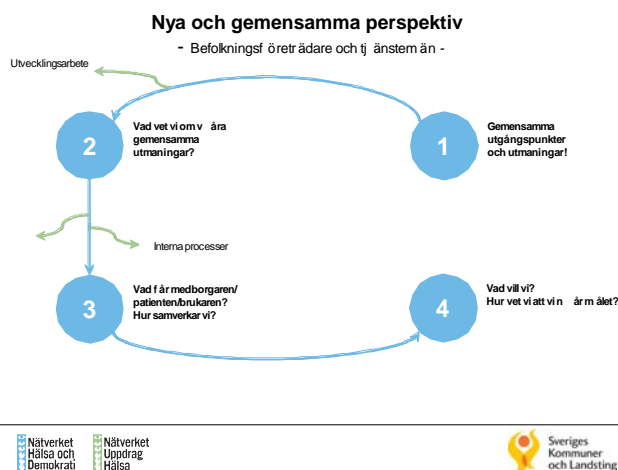 Nya och gemensamma perspektiv
- Befolkningsf öreträdare och tj änstem än -
Utvecklingsarbete
2
Vad vet vi om v åra
gemensamma
utmaningar?
1
Gemensamma
utgångspunkter
och utmaningar!
Interna processer
3
Vad f år medborgaren/
patienten/brukaren?
Hur samverkar vi?
4
Vad vill vi?
Hur vet vi att vi n år m ålet?
Nätverket
Hälsa och
Demokrati
Nätverket
Uppdrag
Hälsa
Sveriges
Kommuner
och Landsting